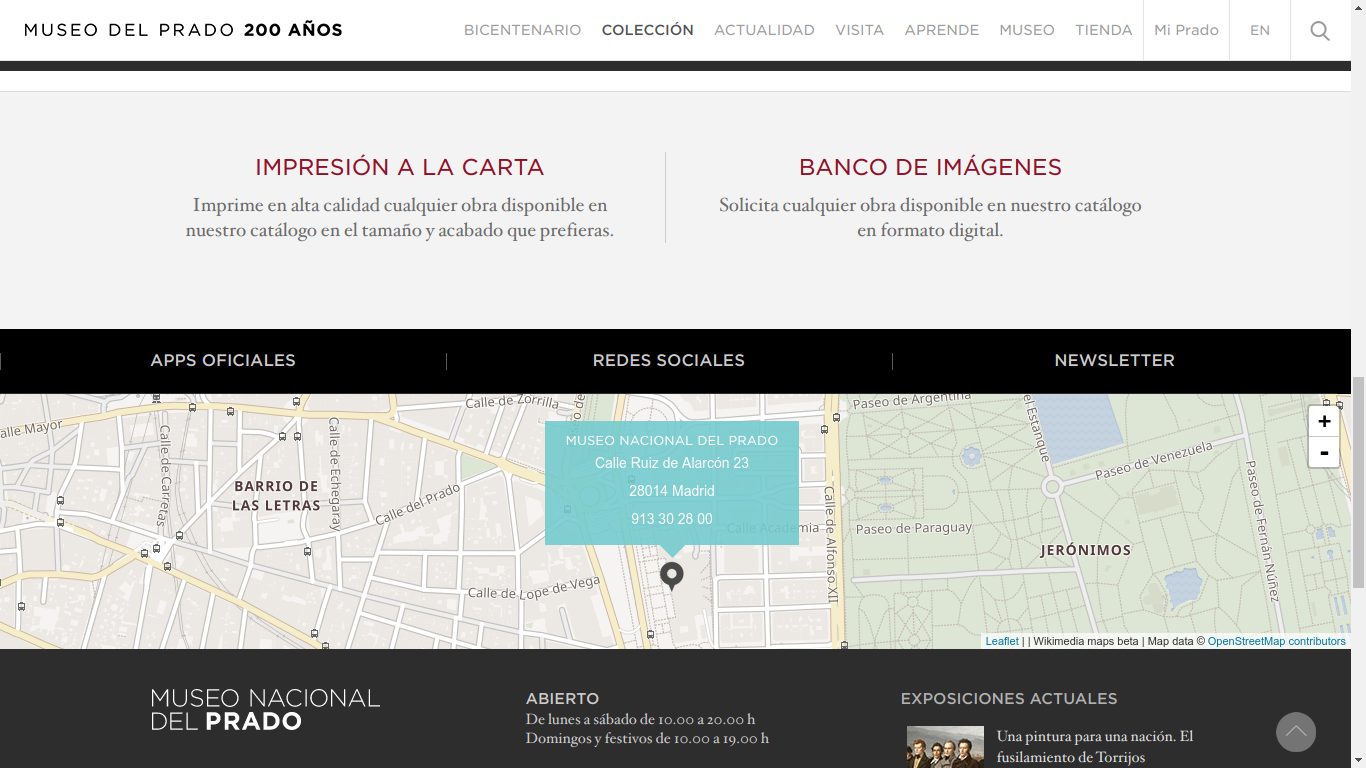 MUSEO DEL PRADO 200 AÑOS
BICENTENARIO COLECCIÓN ACTUALIDAD VISITA APRENDE MUSEO TIENDA Mi Prado EN
IMPRESIÓN A LA CARTA
Imprime en alta calidad cualquier obra disponible en
nuestro catálogo en el tamaño y acabado que prefieras.
BANCO DE IMÁGENES
Solicita cualquier obra disponible en nuestro catálogo
en formato digital.
APPS OFICIALES
REDES SOCIALES
NEWSLETTER
Calle de Zorrilla
Paseo de Argentina
el Estanque
+
-
alle Mayor
Calle de Carretas
Calle de Echegaray
MUSEO NACIONAL DEL PRADO
Calle Ruiz de Alarcón 23
28014 Madrid
913 30 28 00
Paseo de Venezuela
BARRIO DE
LAS LETRAS
Calle del Prado
Calle Academia
Calle de Alfonso XII
Paseo de Paraguay
JERÓNIMOS
Paseo de Fernán Núñez
Calle de Lope de Vega
Leaflet | | Wikimedia maps beta | Map data © OpenStreetMap contributors
MUSEO NACIONAL
DEL PRADO
ABIERTO
De lunes a sábado de 10.00 a 20.00 h
Domingos y festivos de 10.00 a 19.00 h
EXPOSICIONES ACTUALES
Una pintura para una nación. El
fusilamiento de Torrijos